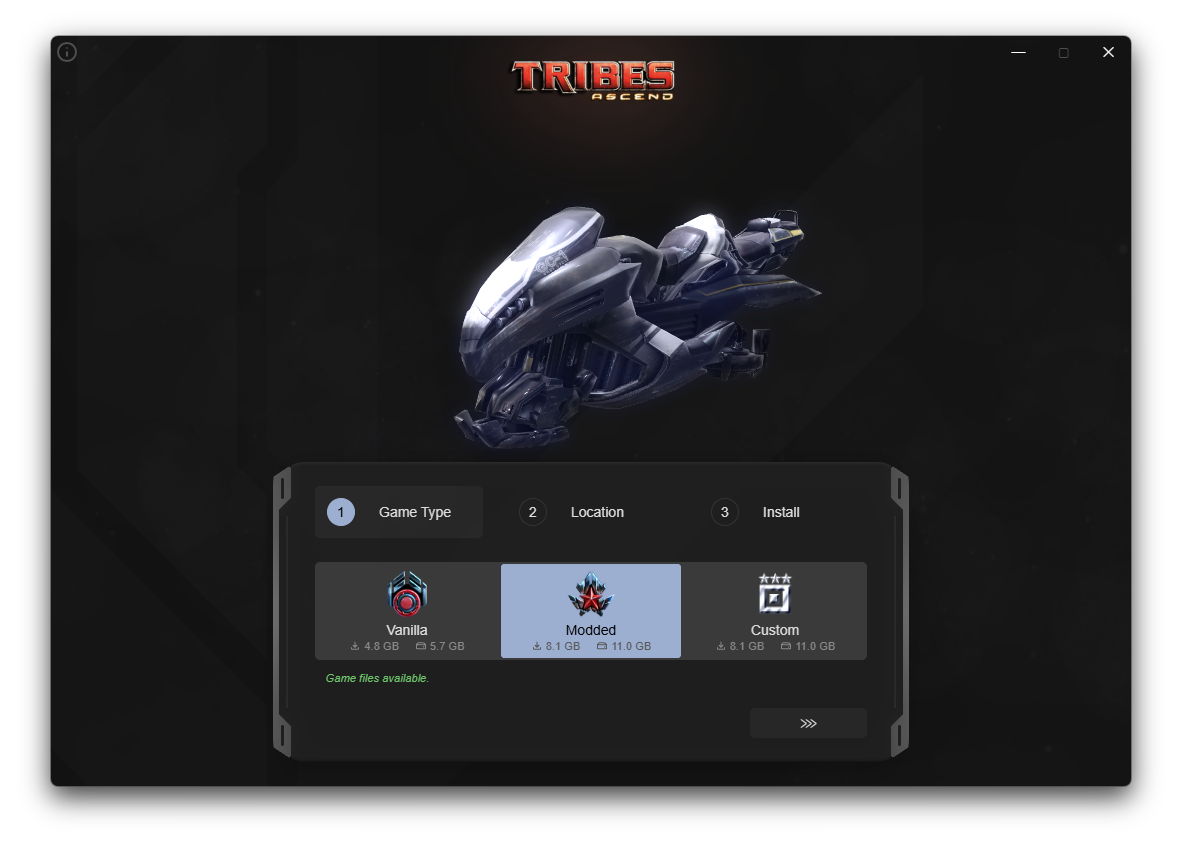 TRIBES
ASCEND
1 Game Type 2 Location 3 Install
Vanilla Modded Custom
4.8 GB 5.7 GB 8.1 GB 11.0 GB 8.1 GB 11.0 GB
Game files available.